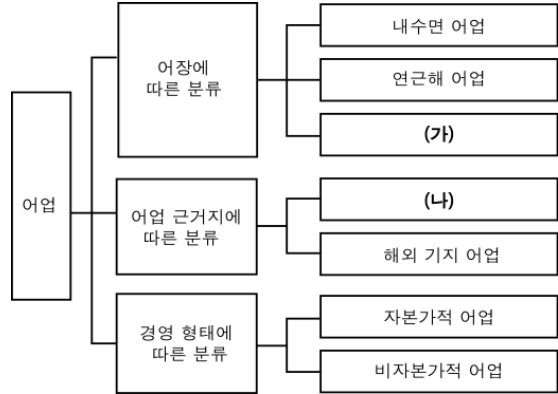 어업
어장에
따른 분류
내수면 어업
연근해 어업
(가)
어업 근거지에
따른 분류
(나)
해외 기지 어업
경영 형태에
따른 분류
자본가적 어업
비자본가적 어업